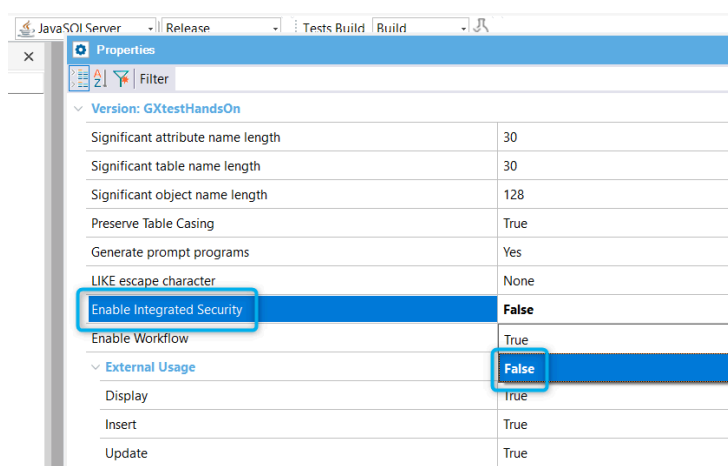 JavaSQLServer Release Tests Build Build
Properties
Filter
Version: GXtestHandsOn
Significant attribute name length 30
Significant table name length 30
Significant object name length 128
Preserve Table Casing True
Generate prompt programs Yes
LIKE escape character None
Enable Integrated Security False
Enable Workflow True
External Usage False
Display True
Insert True
Update True